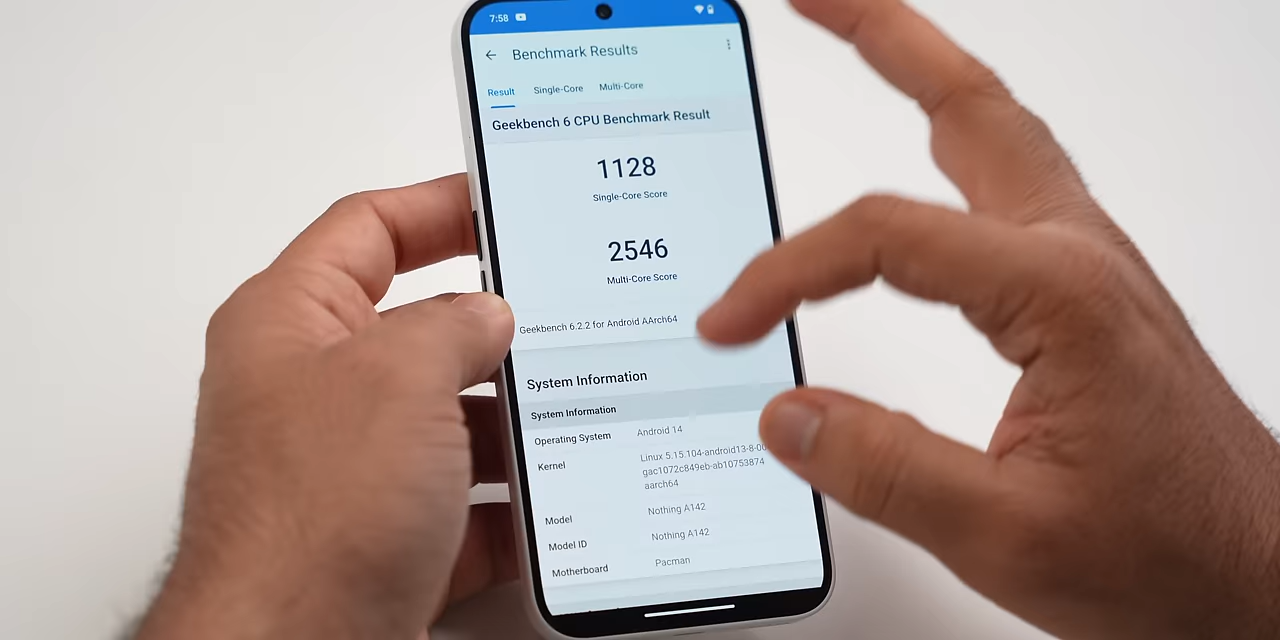 7:58
Benchmark Results
Result Single-Core Multi-Core
Geekbench 6 CPU Benchmark Result
1128
Single-Core Score
2546
Multi-Core Score
Geekbench 6.2.2 for Android AArch64
System Information
System Information
Operating System Android 14
Kernel Linux 5.15.104-android13-8-00
gac1072c849eb-ab10753874
aarch64
Model Nothing A142
Model ID Nothing A142
Motherboard Pacman